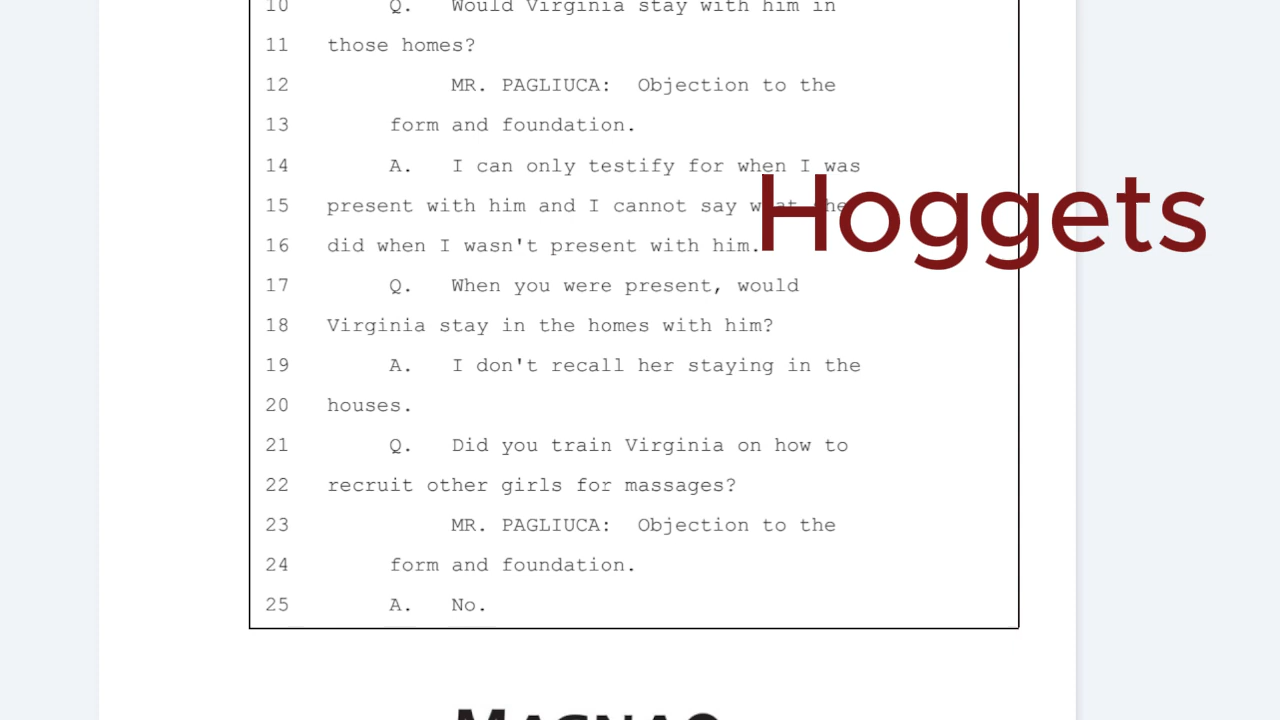 10 Q. Would Virginia stay with him in
11 those homes?
12 MR. PAGLIUCA: Objection to the
13 form and foundation.
14 A. I can only testify for when I was
15 present with him and I cannot say
16 did when I wasn't present with him.
Hoggets
17 Q. When you were present, would
18 Virginia stay in the homes with him?
19 A. I don't recall her staying in the
20 houses.
21 Q. Did you train Virginia on how to
22 recruit other girls for massages?
23 MR. PAGLIUCA: Objection to the
24 form and foundation.
25 A. No.